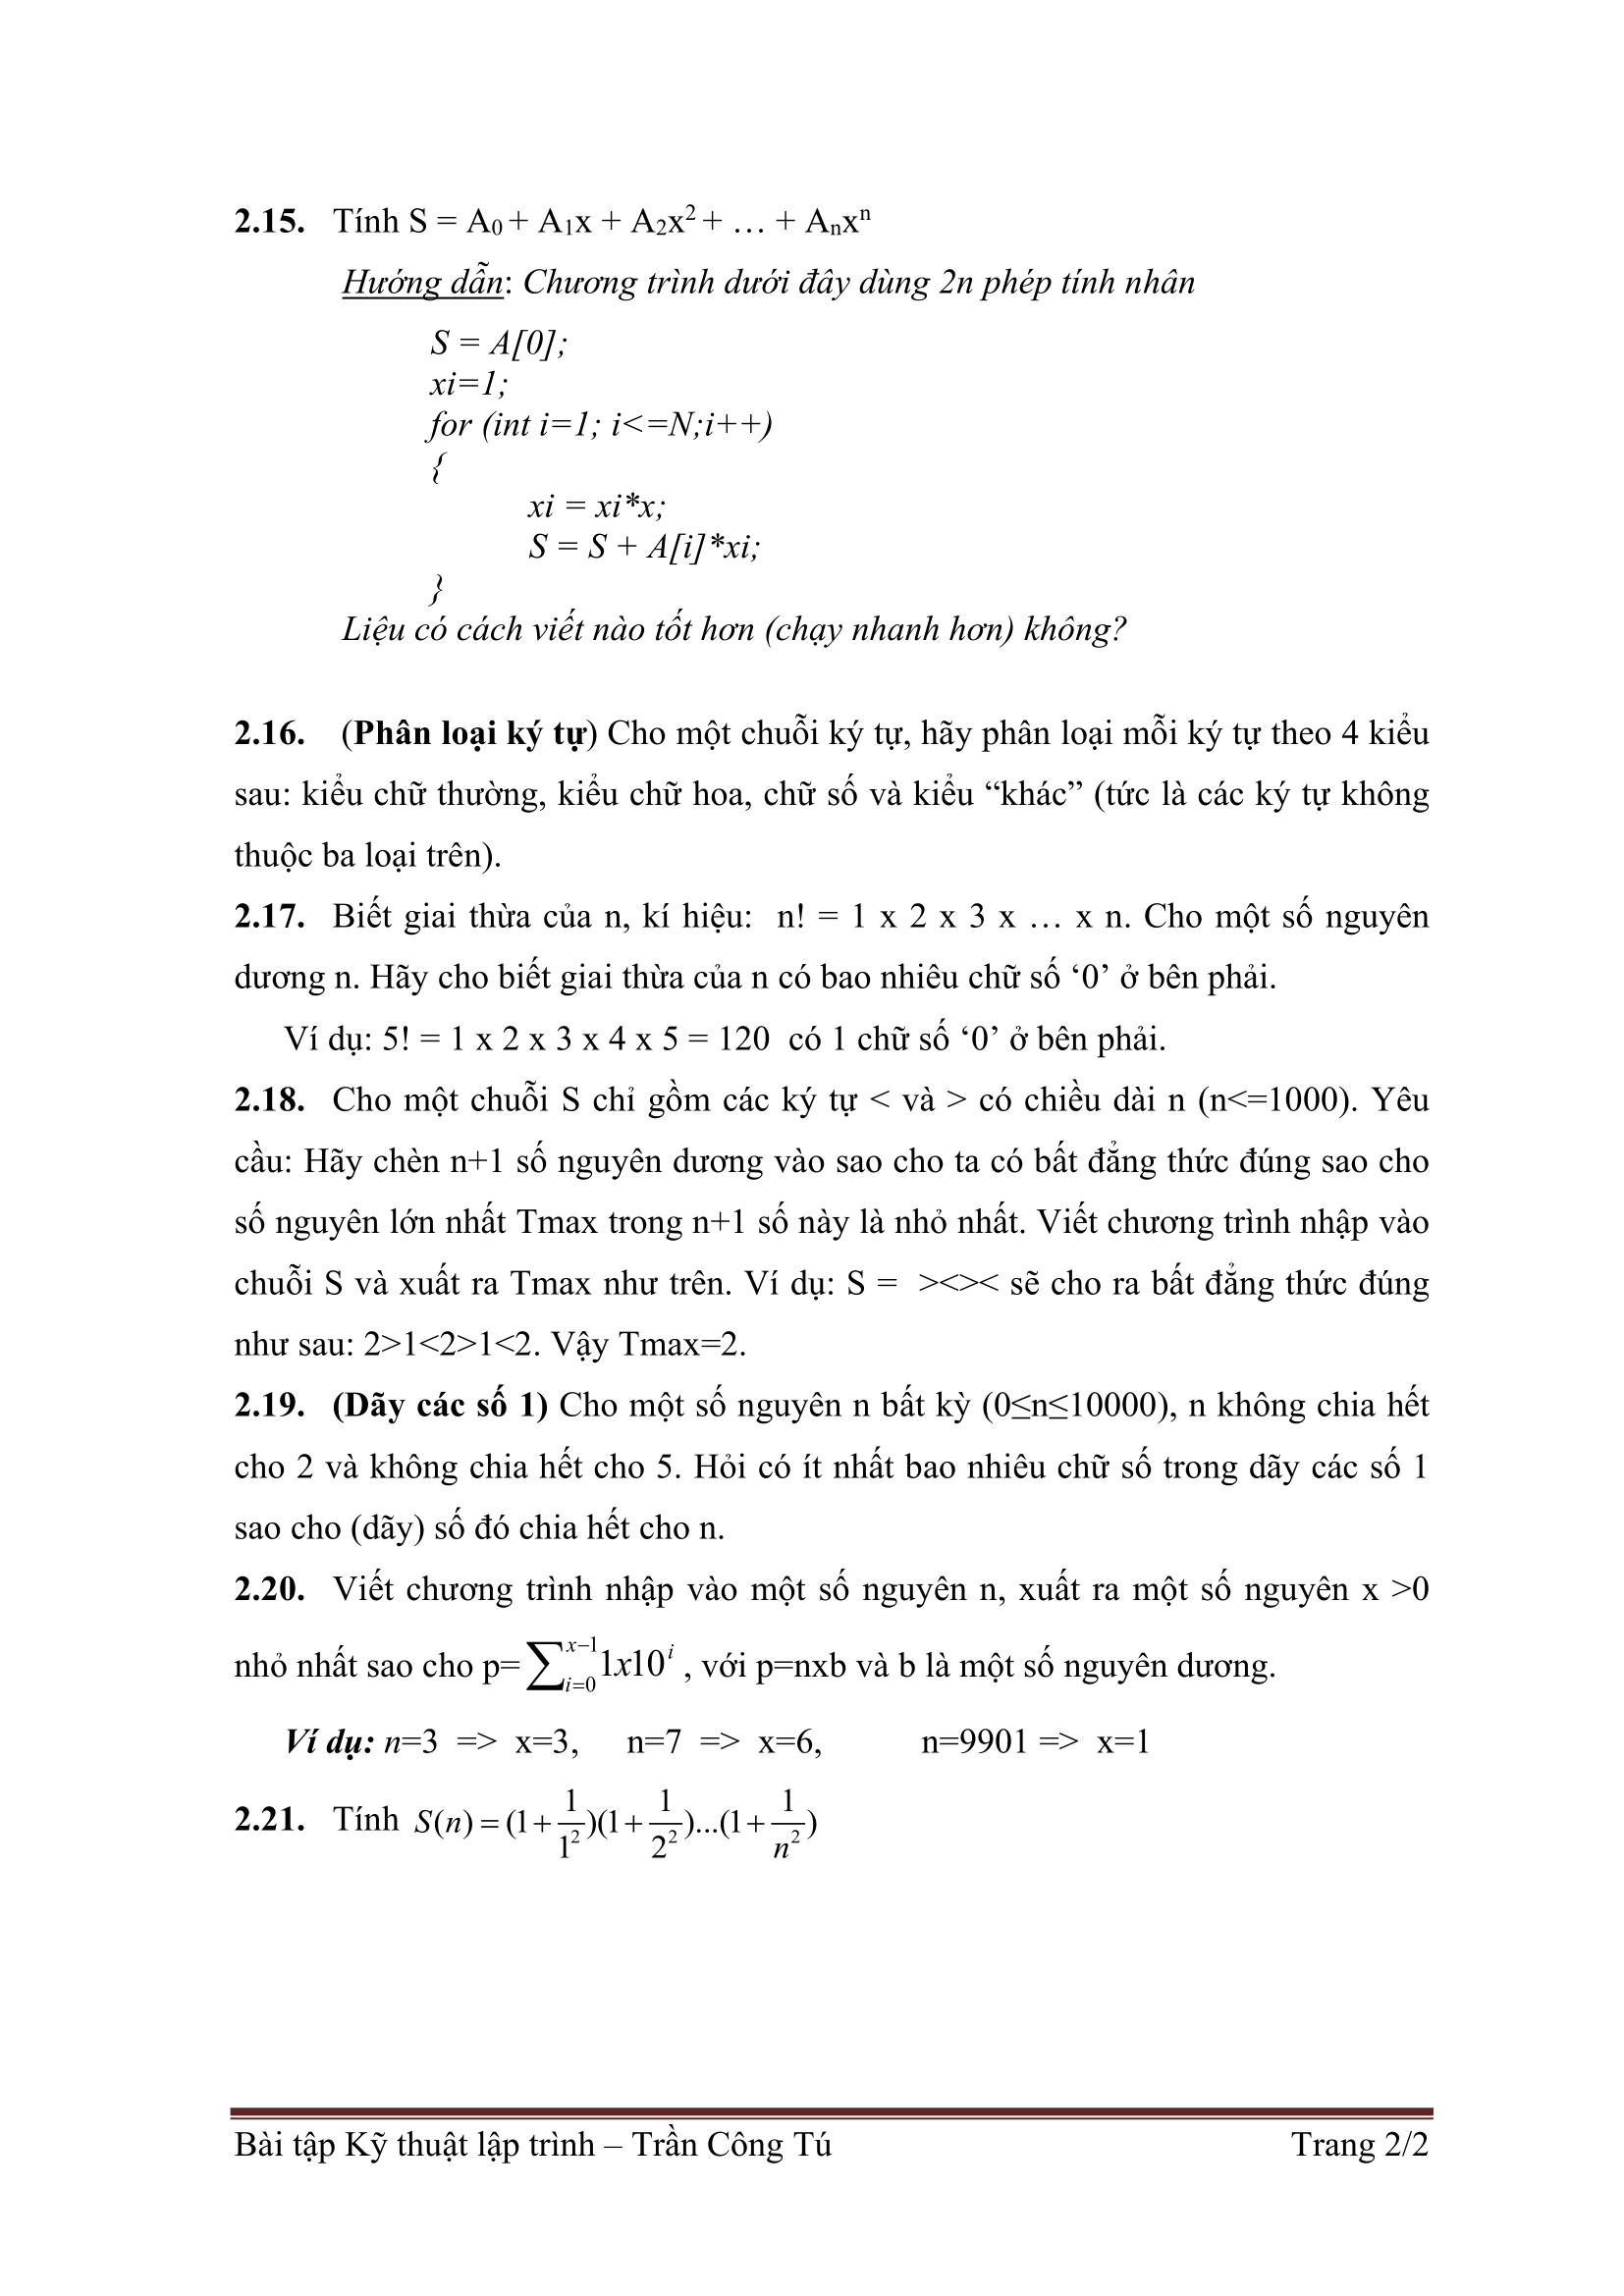 2.15. Tính S = A₀ + A₁x + A₂x² + … + Aₙxⁿ
Hướng dẫn: Chương trình dưới đây dùng 2n phép tính nhân
S = A[0];
xi=1;
for (int i=1; i<=N;i++)
{
xi = xi*x;
S = S + A[i]*xi;
}
Liệu có cách viết nào tốt hơn (chạy nhanh hơn) không?
2.16. (Phân loại ký tự) Cho một chuỗi ký tự, hãy phân loại mỗi ký tự theo 4 kiểu
sau: kiểu chữ thường, kiểu chữ hoa, chữ số và kiểu “khác” (tức là các ký tự không
thuộc ba loại trên).
2.17. Biết giai thừa của n, kí hiệu: n! = 1 x 2 x 3 x … x n. Cho một số nguyên
dương n. Hãy cho biết giai thừa của n có bao nhiêu chữ số ‘0’ ở bên phải.
Ví dụ: 5! = 1 x 2 x 3 x 4 x 5 = 120 có 1 chữ số ‘0’ ở bên phải.
2.18. Cho một chuỗi S chỉ gồm các ký tự < và > có chiều dài n (n<=1000). Yêu
cầu: Hãy chèn n+1 số nguyên dương vào sao cho ta có bất đẳng thức đúng sao cho
số nguyên lớn nhất Tmax trong n+1 số này là nhỏ nhất. Viết chương trình nhập vào
chuỗi S và xuất ra Tmax như trên. Ví dụ: S = ><>< sẽ cho ra bất đẳng thức đúng
như sau: 2>1<2>1<2. Vậy Tmax=2.
2.19. (Dãy các số 1) Cho một số nguyên n bất kỳ (0≤n≤10000), n không chia hết
cho 2 và không chia hết cho 5. Hỏi có ít nhất bao nhiêu chữ số trong dãy các số 1
sao cho (dãy) số đó chia hết cho n.
2.20. Viết chương trình nhập vào một số nguyên n, xuất ra một số nguyên x >0
nhỏ nhất sao cho p=∑_{i=0}^{x−1} 1x10^i , với p=nxb và b là một số nguyên dương.
Ví dụ: n=3 => x=3, n=7 => x=6, n=9901 => x=1
2.21. Tính S(n) = (1+1/1²)(1+1/2²)...(1+1/n²)
Bài tập Kỹ thuật lập trình – Trần Công Tú Trang 2/2